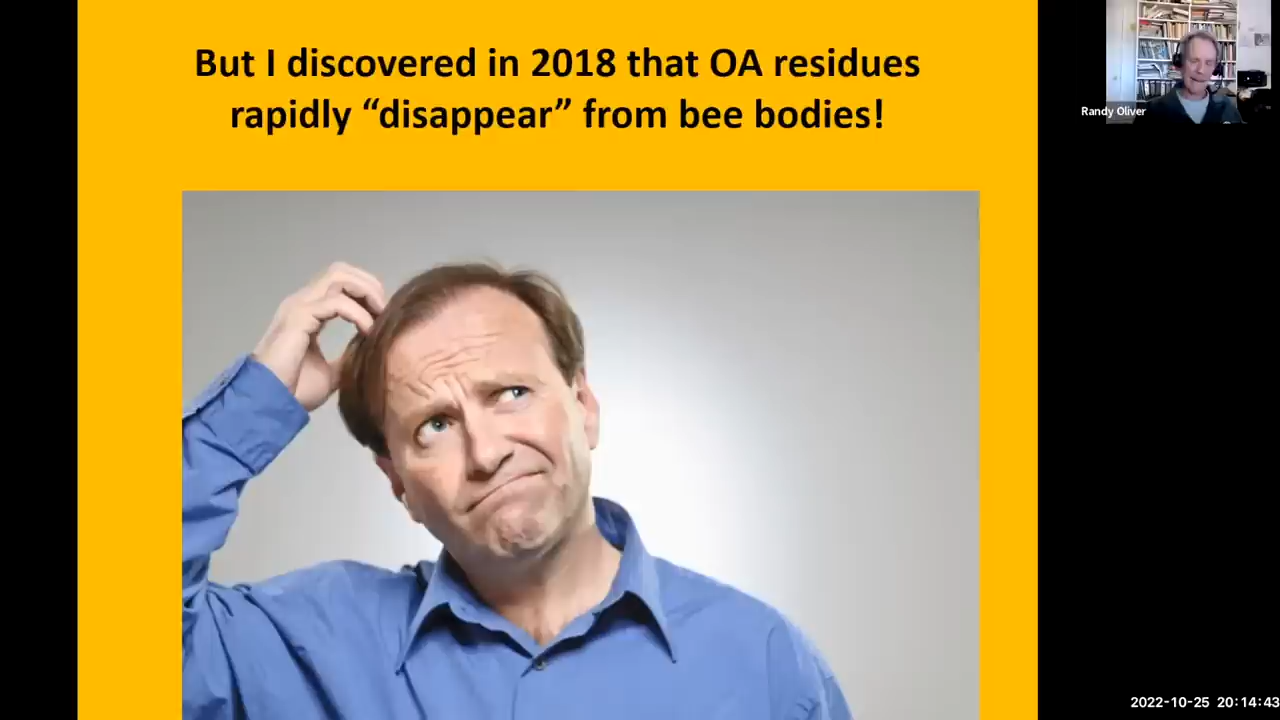 But I discovered in 2018 that OA residues
rapidly “disappear” from bee bodies!
Randy Oliver
2022-10-25 20:14:43